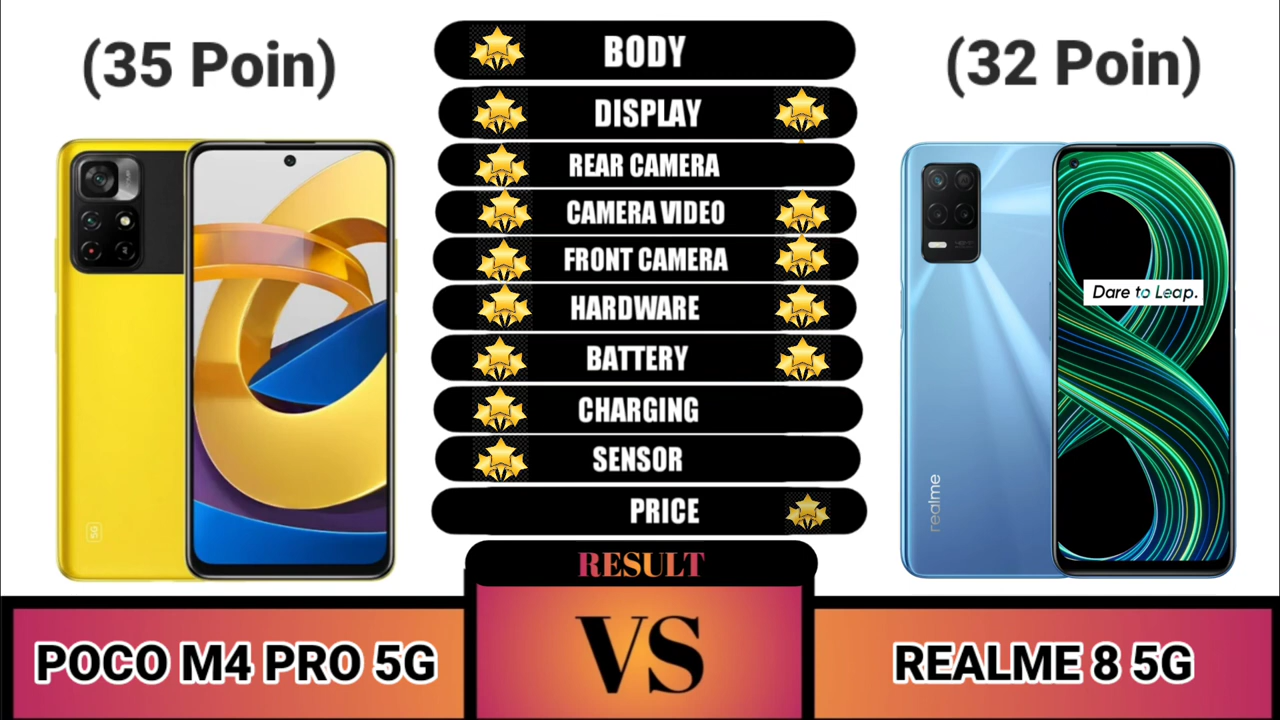 (35 Poin)
(32 Poin)
BODY
DISPLAY
REAR CAMERA
CAMERA VIDEO
FRONT CAMERA
HARDWARE
BATTERY
CHARGING
SENSOR
PRICE
RESULT
VS
POCO M4 PRO 5G
REALME 8 5G
5G
realme
Dare to Leap.